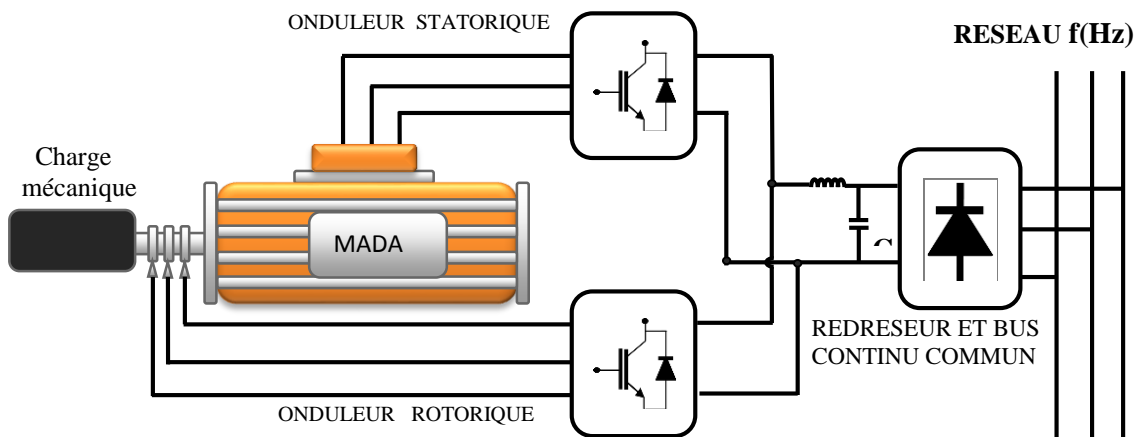 ONDULEUR STATORIQUE
RESEAU f(Hz)
Charge
mécanique
MADA
REDRESEUR ET BUS
CONTINU COMMUN
ONDULEUR ROTORIQUE